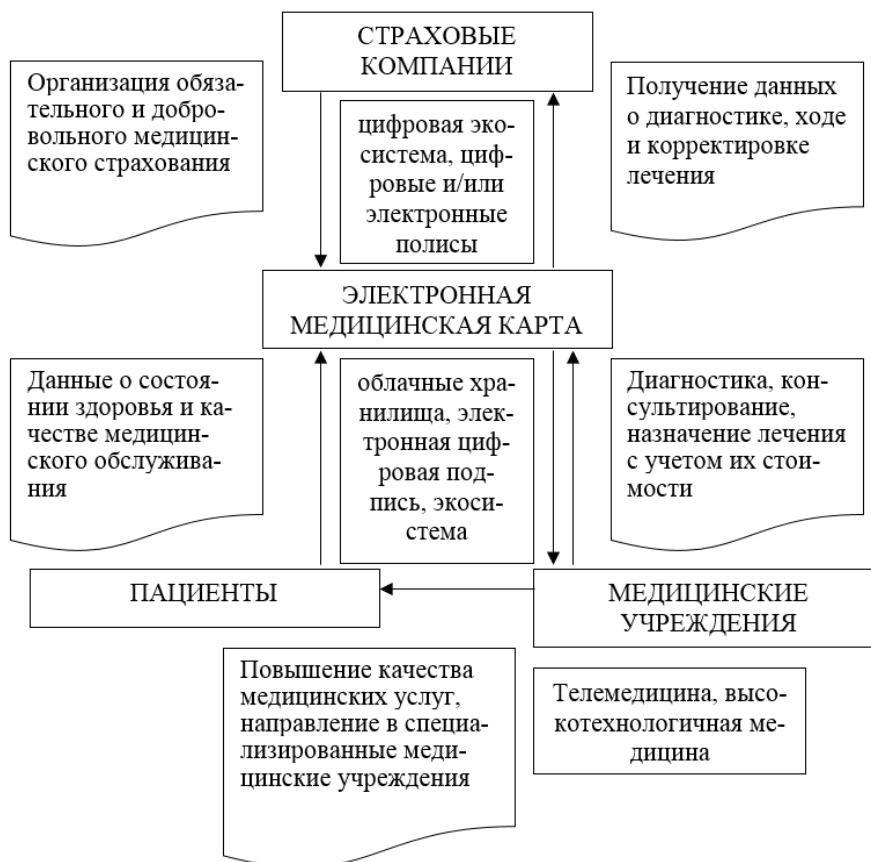 СТРАХОВЫЕ
КОМПАНИИ
Организация обяза-
тельного и добро-
вольного медицин-
ского страхования
цифровая эко-
система, циф-
ровые и/или
электронные
полисы
Получение данных
о диагностике, ходе
и корректировке
лечения
ЭЛЕКТРОННАЯ
МЕДИЦИНСКАЯ КАРТА
Данные о состоя-
нии здоровья и ка-
честве медицин-
ского обслужива-
ния
облачные хра-
нилища, элек-
тронная циф-
ровая под-
пись, экоси-
стема
Диагностика, кон-
сультирование,
назначение лечения
с учетом их стои-
мости
ПАЦИЕНТЫ
МЕДИЦИНСКИЕ
УЧРЕЖДЕНИЯ
Повышение качества
медицинских услуг,
направление в специа-
лизированные меди-
цинские учреждения
Телемедицина, высо-
котехнологичная ме-
дицина